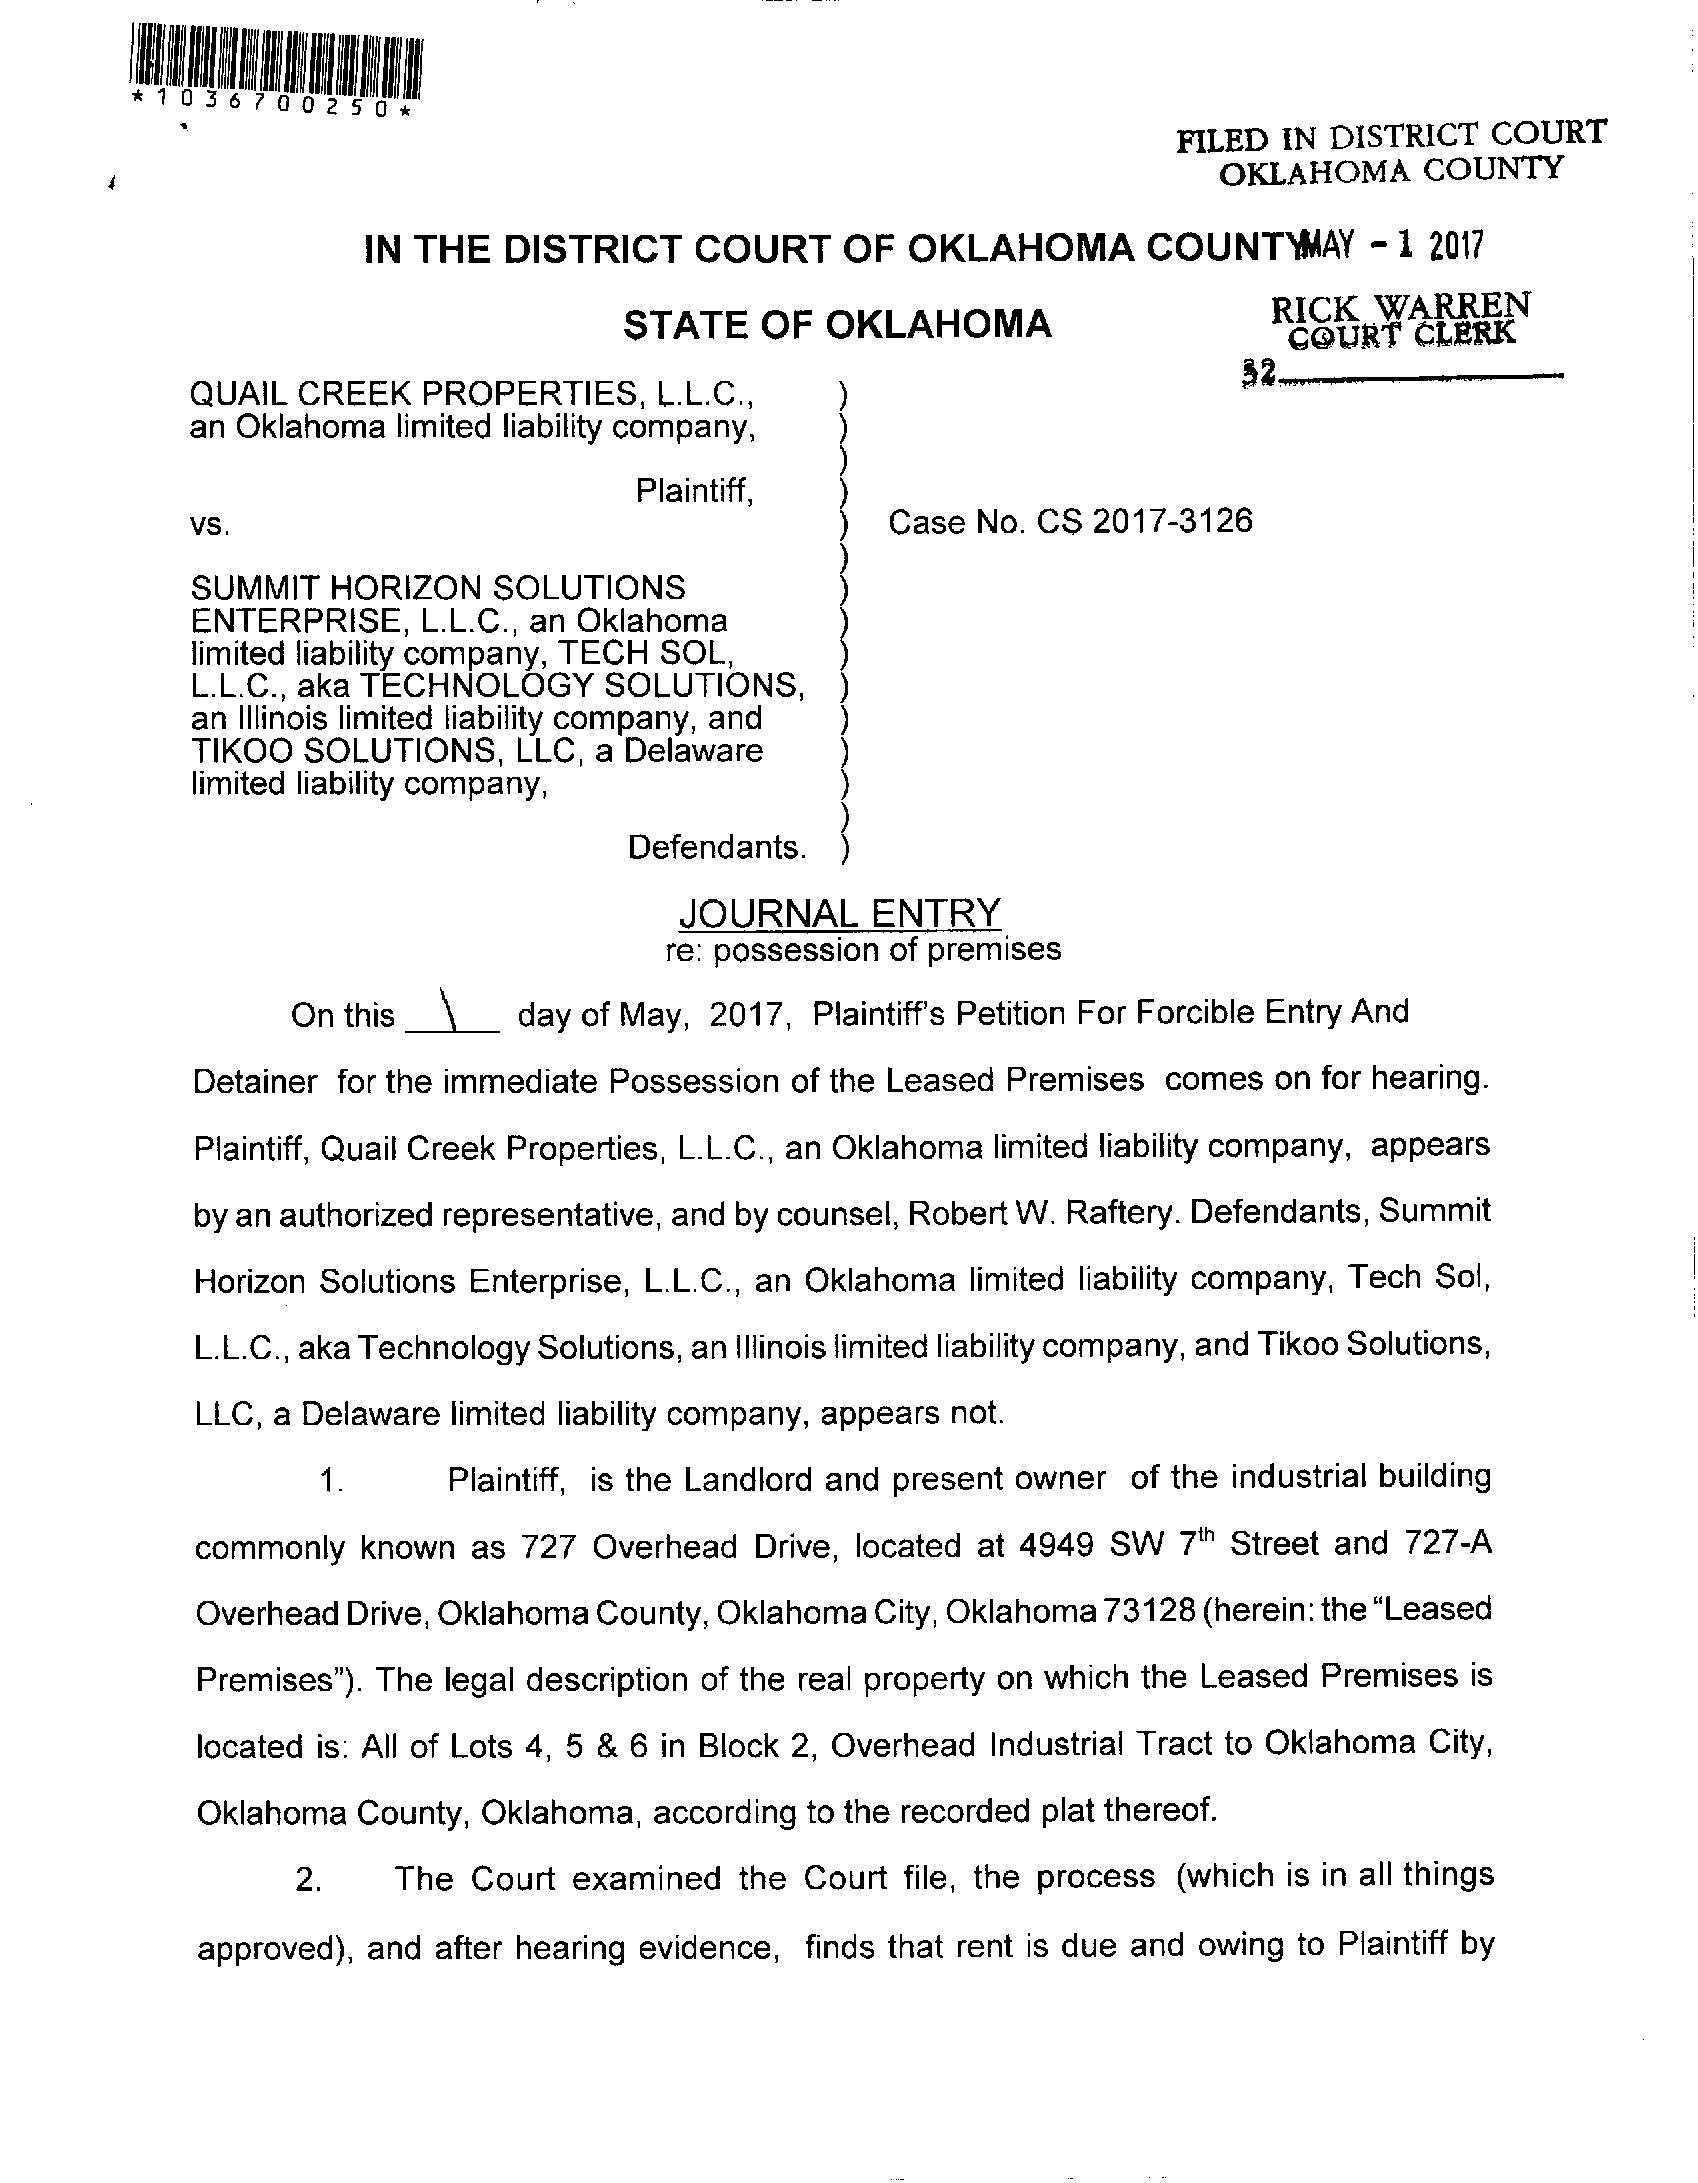 *1036700250*
FILED IN DISTRICT COURT
OKLAHOMA COUNTY
IN THE DISTRICT COURT OF OKLAHOMA COUNTY MAY - 1 2017
STATE OF OKLAHOMA
RICK WARREN
COURT CLERK
32
QUAIL CREEK PROPERTIES, L.L.C., )
an Oklahoma limited liability company, )
)
Plaintiff, )
vs. ) Case No. CS 2017-3126
)
SUMMIT HORIZON SOLUTIONS )
ENTERPRISE, L.L.C., an Oklahoma )
limited liability company, TECH SOL, )
L.L.C., aka TECHNOLOGY SOLUTIONS, )
an Illinois limited liability company, and )
TIKOO SOLUTIONS, LLC, a Delaware )
limited liability company, )
)
Defendants. )
JOURNAL ENTRY
re: possession of premises
On this \ day of May, 2017, Plaintiff's Petition For Forcible Entry And
Detainer for the immediate Possession of the Leased Premises comes on for hearing.
Plaintiff, Quail Creek Properties, L.L.C., an Oklahoma limited liability company, appears
by an authorized representative, and by counsel, Robert W. Raftery. Defendants, Summit
Horizon Solutions Enterprise, L.L.C., an Oklahoma limited liability company, Tech Sol,
L.L.C., aka Technology Solutions, an Illinois limited liability company, and Tikoo Solutions,
LLC, a Delaware limited liability company, appears not.
1. Plaintiff, is the Landlord and present owner of the industrial building
commonly known as 727 Overhead Drive, located at 4949 SW 7th Street and 727-A
Overhead Drive, Oklahoma County, Oklahoma City, Oklahoma 73128 (herein: the “Leased
Premises”). The legal description of the real property on which the Leased Premises is
located is: All of Lots 4, 5 & 6 in Block 2, Overhead Industrial Tract to Oklahoma City,
Oklahoma County, Oklahoma, according to the recorded plat thereof.
2. The Court examined the Court file, the process (which is in all things
approved), and after hearing evidence, finds that rent is due and owing to Plaintiff by